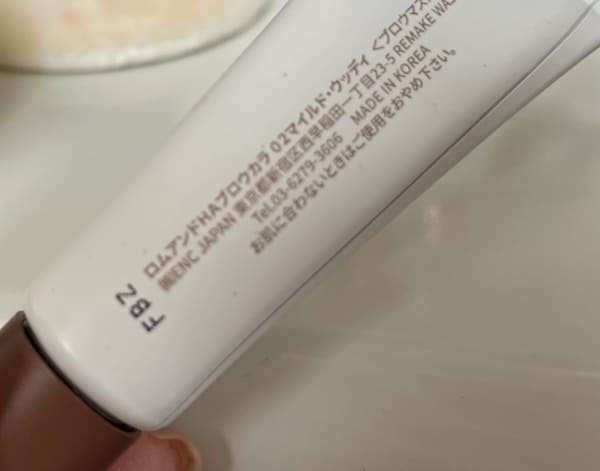 ロムアンドHAブロウカラ 02マイルド・ウッディ <ブロウマス
㈱ENC JAPAN 東京都新宿区西早稲田一丁目23-5 REMAKE WAS
Tel.03-6279-3606 MADE IN KOREA
お肌に合わないときはご使用をおやめ下さい。
FBZ